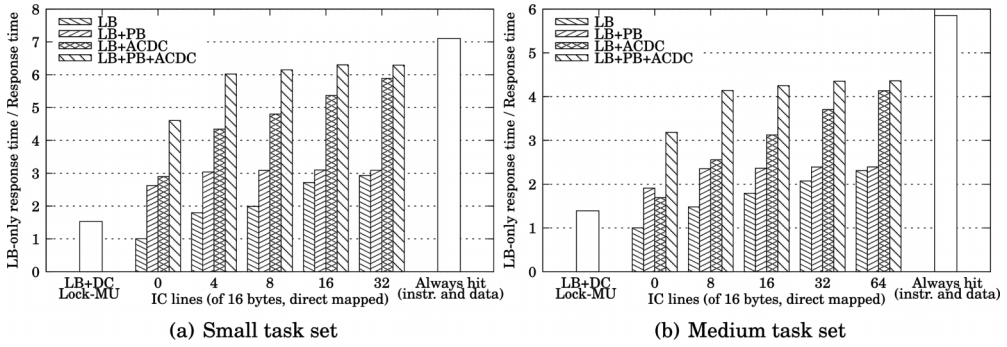 LB-only response time / Response time
8
7
6
5
4
3
2
1
0
LB
LB+PB
LB+ACDC
LB+PB+ACDC
LB+DC
Lock-MU
0
4
8
16
32
Always hit
(instr. and data)
IC lines (of 16 bytes, direct mapped)
(a) Small task set
LB-only response time / Response time
6
5
4
3
2
1
0
LB
LB+PB
LB+ACDC
LB+PB+ACDC
LB+DC
Lock-MU
0
8
16
32
64
Always hit
(instr. and data)
IC lines (of 16 bytes, direct mapped)
(b) Medium task set